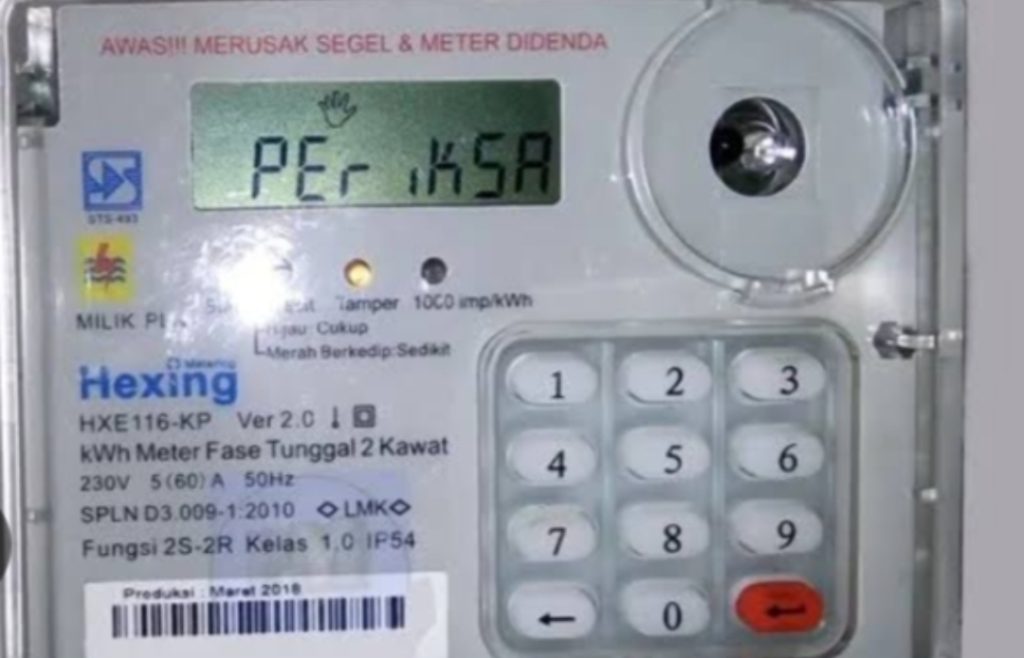 AWAS!!! MERUSAK SEGEL & METER DIDENDA
PEr iKSA
STS-493
Tamper 1000 imp/kWh
MILIK
Hijau: Cukup
Merah Berkedip:Sedikit
Metering
Hexing
HXE116-KP Ver 2.0
kWh Meter Fase Tunggal 2 Kawat
230V 5(60)A 50Hz
SPLN D3.009-1:2010 LMK
Fungsi 2S-2R Kelas 1.0 IP54
Produksi : Maret 2018
1 2 3
4 5 6
7 8 9
← 0 ↵